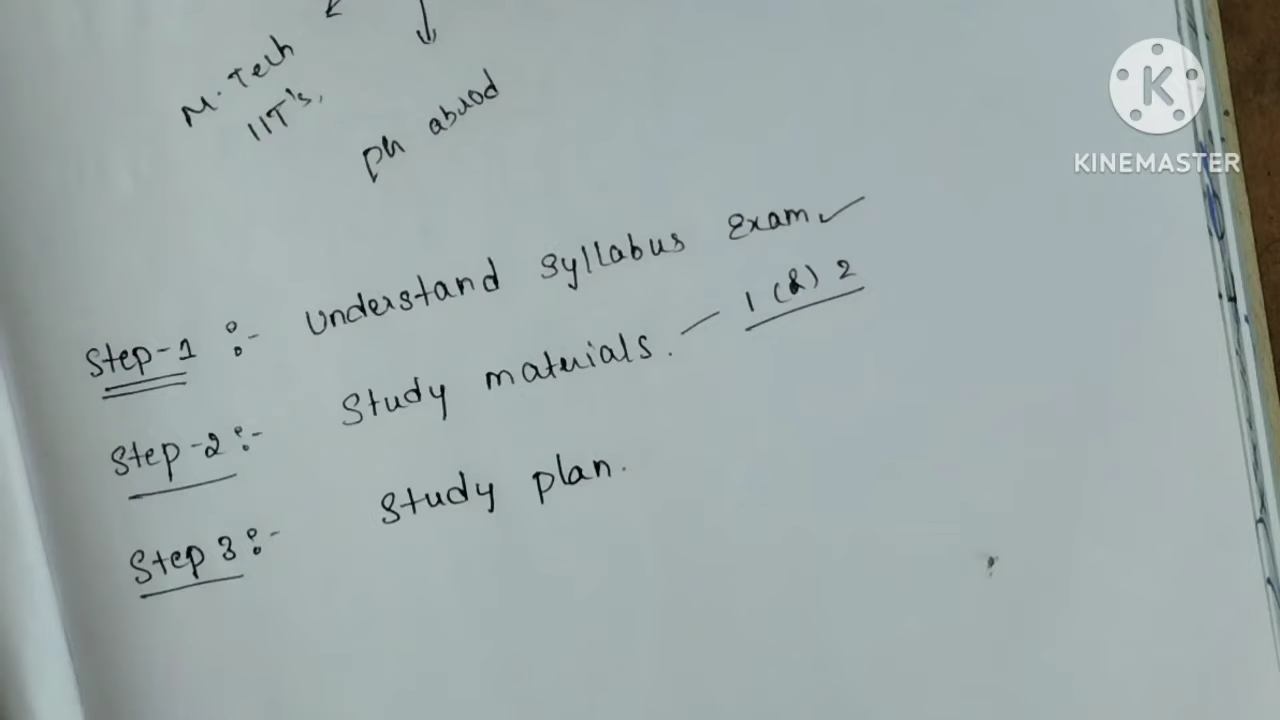 M.Tech
IIT's,
ph abroad
Step-1 :- Understand syllabus Exam ✓
Step-2 :- Study materials. - 1 (&) 2
Step 3 :- Study plan.
K
KINEMASTER